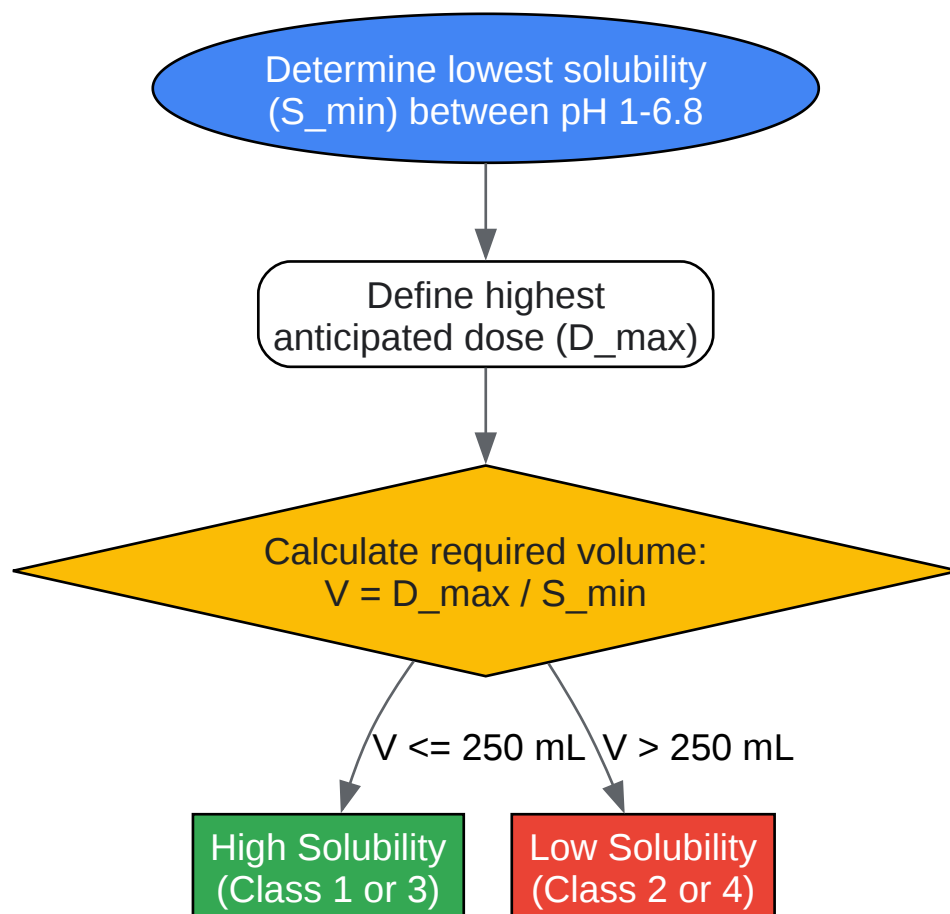 Determine lowest solubility
(S_min) between pH 1-6.8
Define highest
anticipated dose (D_max)
Calculate required volume:
V = D_max / S_min
V <= 250 mL
V > 250 mL
High Solubility
(Class 1 or 3)
Low Solubility
(Class 2 or 4)